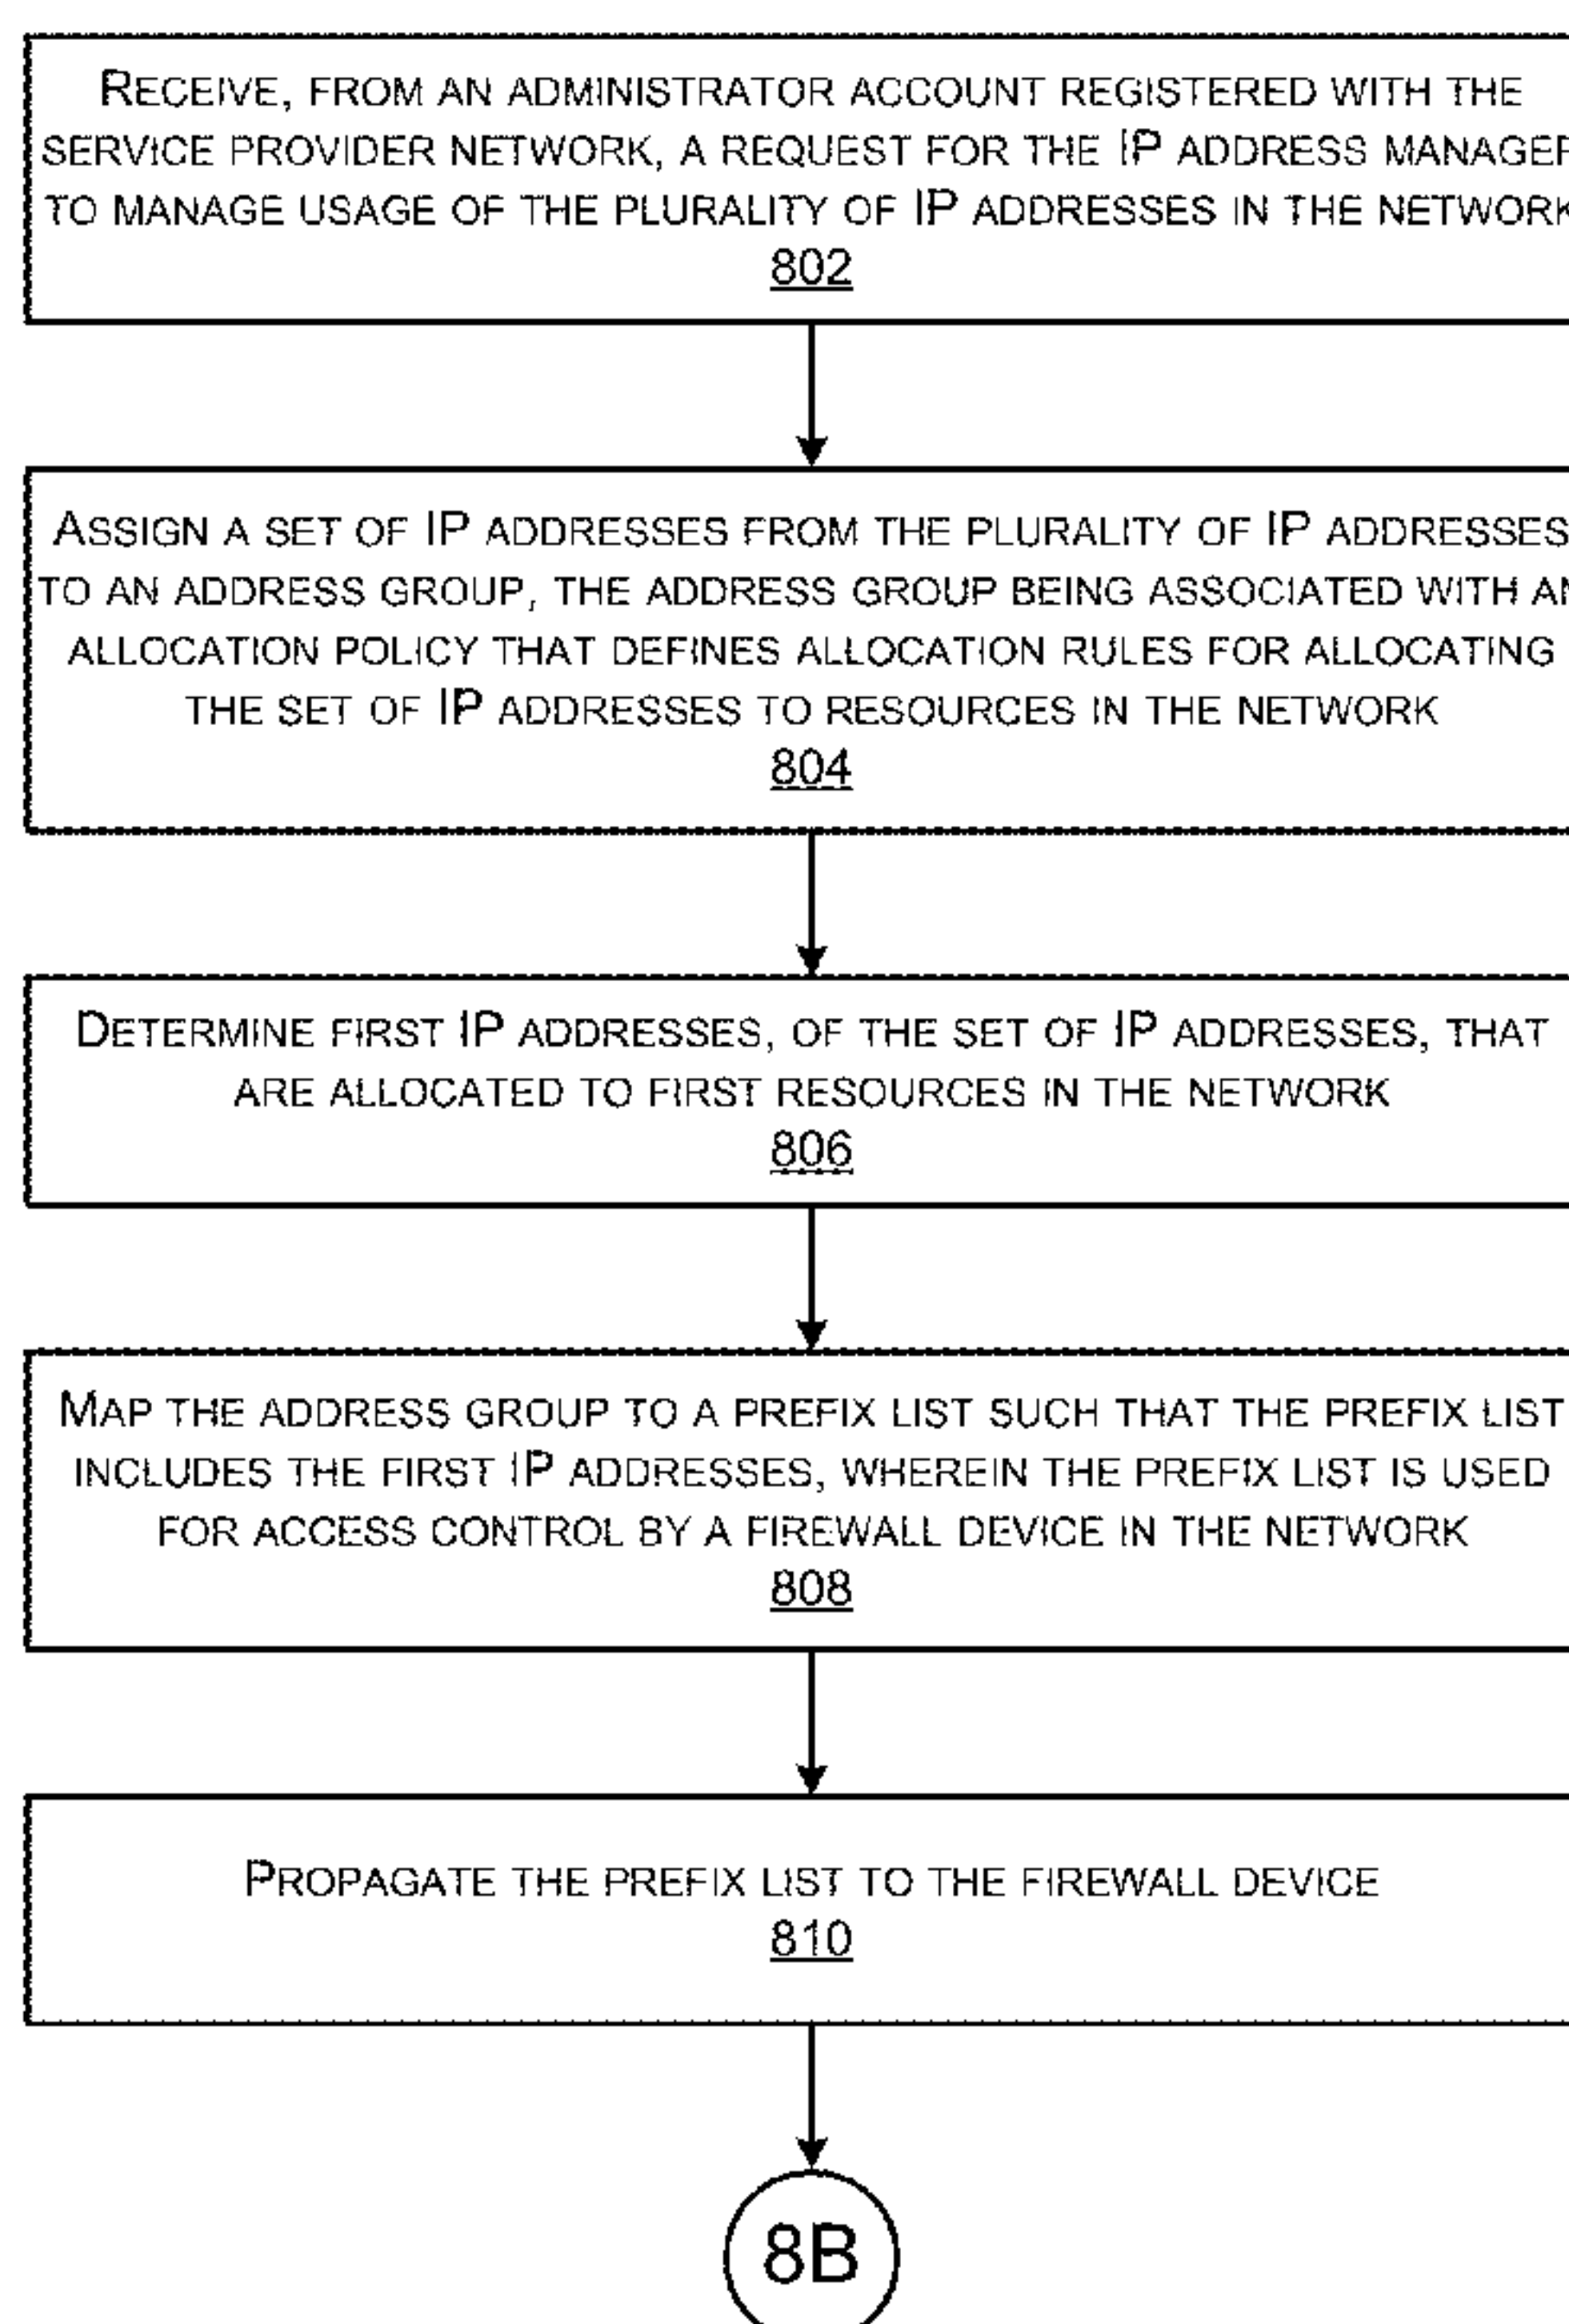 RECEIVE, FROM AN ADMINISTRATOR ACCOUNT REGISTERED WITH THE
SERVICE PROVIDER NETWORK, A REQUEST FOR THE IP ADDRESS MANAGER
TO MANAGE USAGE OF THE PLURALITY OF IP ADDRESSES IN THE NETWORK
802
ASSIGN A SET OF IP ADDRESSES FROM THE PLURALITY OF IP ADDRESSES
TO AN ADDRESS GROUP, THE ADDRESS GROUP BEING ASSOCIATED WITH AN
ALLOCATION POLICY THAT DEFINES ALLOCATION RULES FOR ALLOCATING
THE SET OF IP ADDRESSES TO RESOURCES IN THE NETWORK
804
DETERMINE FIRST IP ADDRESSES, OF THE SET OF IP ADDRESSES, THAT
ARE ALLOCATED TO FIRST RESOURCES IN THE NETWORK
806
MAP THE ADDRESS GROUP TO A PREFIX LIST SUCH THAT THE PREFIX LIST
INCLUDES THE FIRST IP ADDRESSES, WHEREIN THE PREFIX LIST IS USED
FOR ACCESS CONTROL BY A FIREWALL DEVICE IN THE NETWORK
808
PROPAGATE THE PREFIX LIST TO THE FIREWALL DEVICE
810
8B